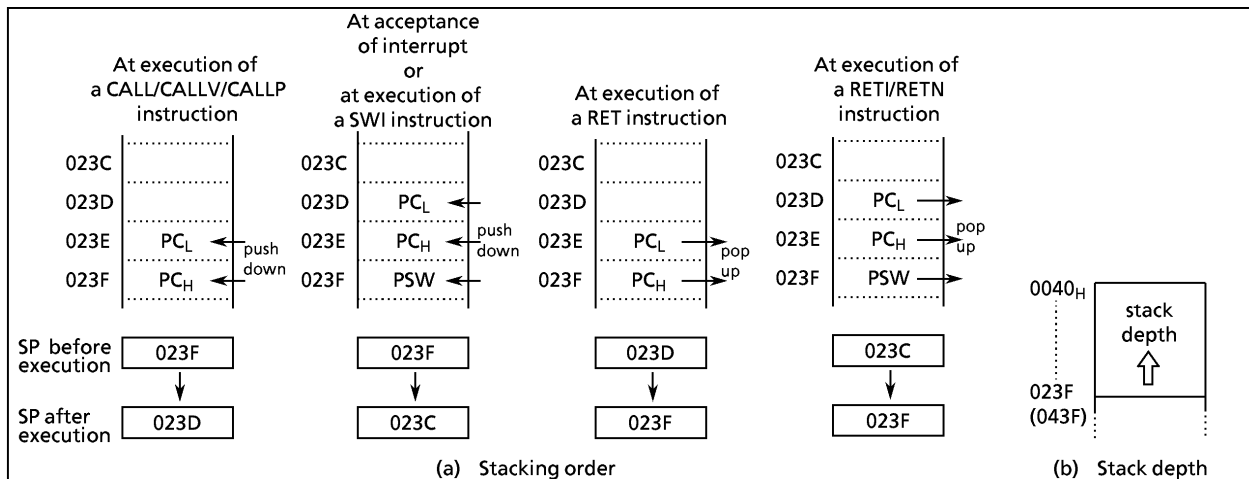 At execution of
a CALL/CALLV/CALLP
instruction
023C
023D
023E PCL
023F PCH
push
down
At acceptance
of interrupt
or
at execution of
a SWI instruction
023C
023D PCL
023E PCH
023F PSW
push
down
At execution of
a RET instruction
023C
023D
023E PCL
023F PCH
pop
up
At execution of
a RETI/RETN
instruction
023C
023D PCL
023E PCH
023F PSW
pop
up
SP before
execution
023F
023F
023D
023C
SP after
execution
023D
023C
023F
023F
(a) Stacking order
0040H
stack
depth
023F
(043F)
(b) Stack depth